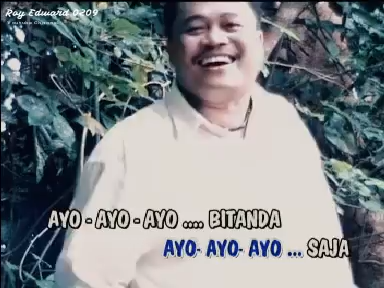 Roy Edward 0209
AYO - AYO - AYO .... BITANDA
AYO- AYO- AYO ... SAJA